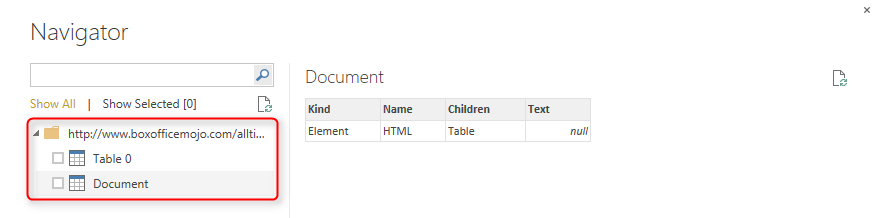 Navigator
Show All | Show Selected [0]
http://www.boxofficemojo.com/allti...
Table 0
Document
Document
Kind Name Children Text
Element HTML Table null